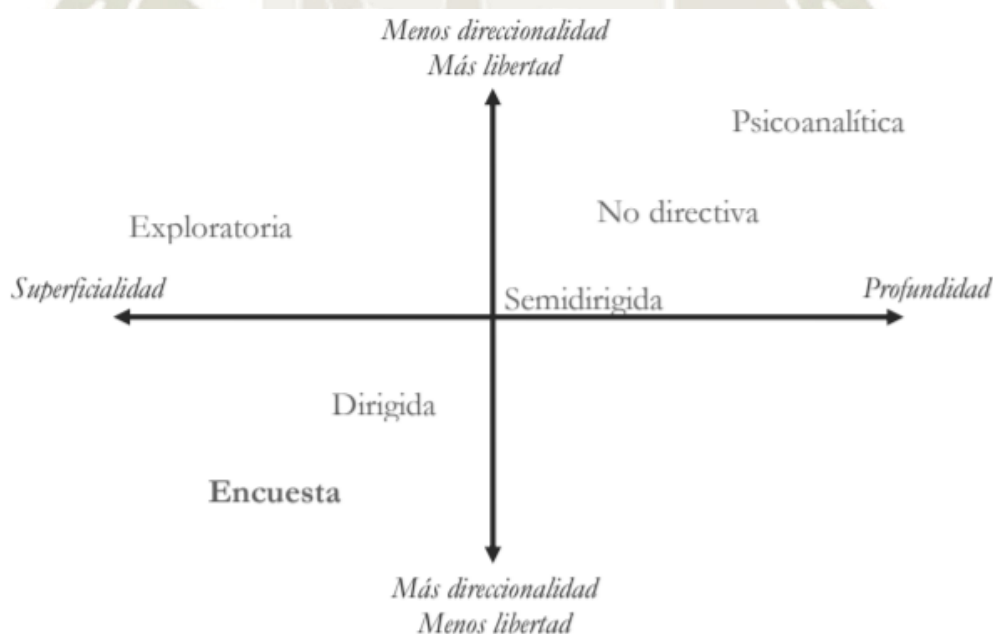 Menos direccionalidad
Más libertad
Psicoanalítica
No directiva
Exploratoria
Superficialidad
Profundidad
Semidirigida
Dirigida
Encuesta
Más direccionalidad
Menos libertad